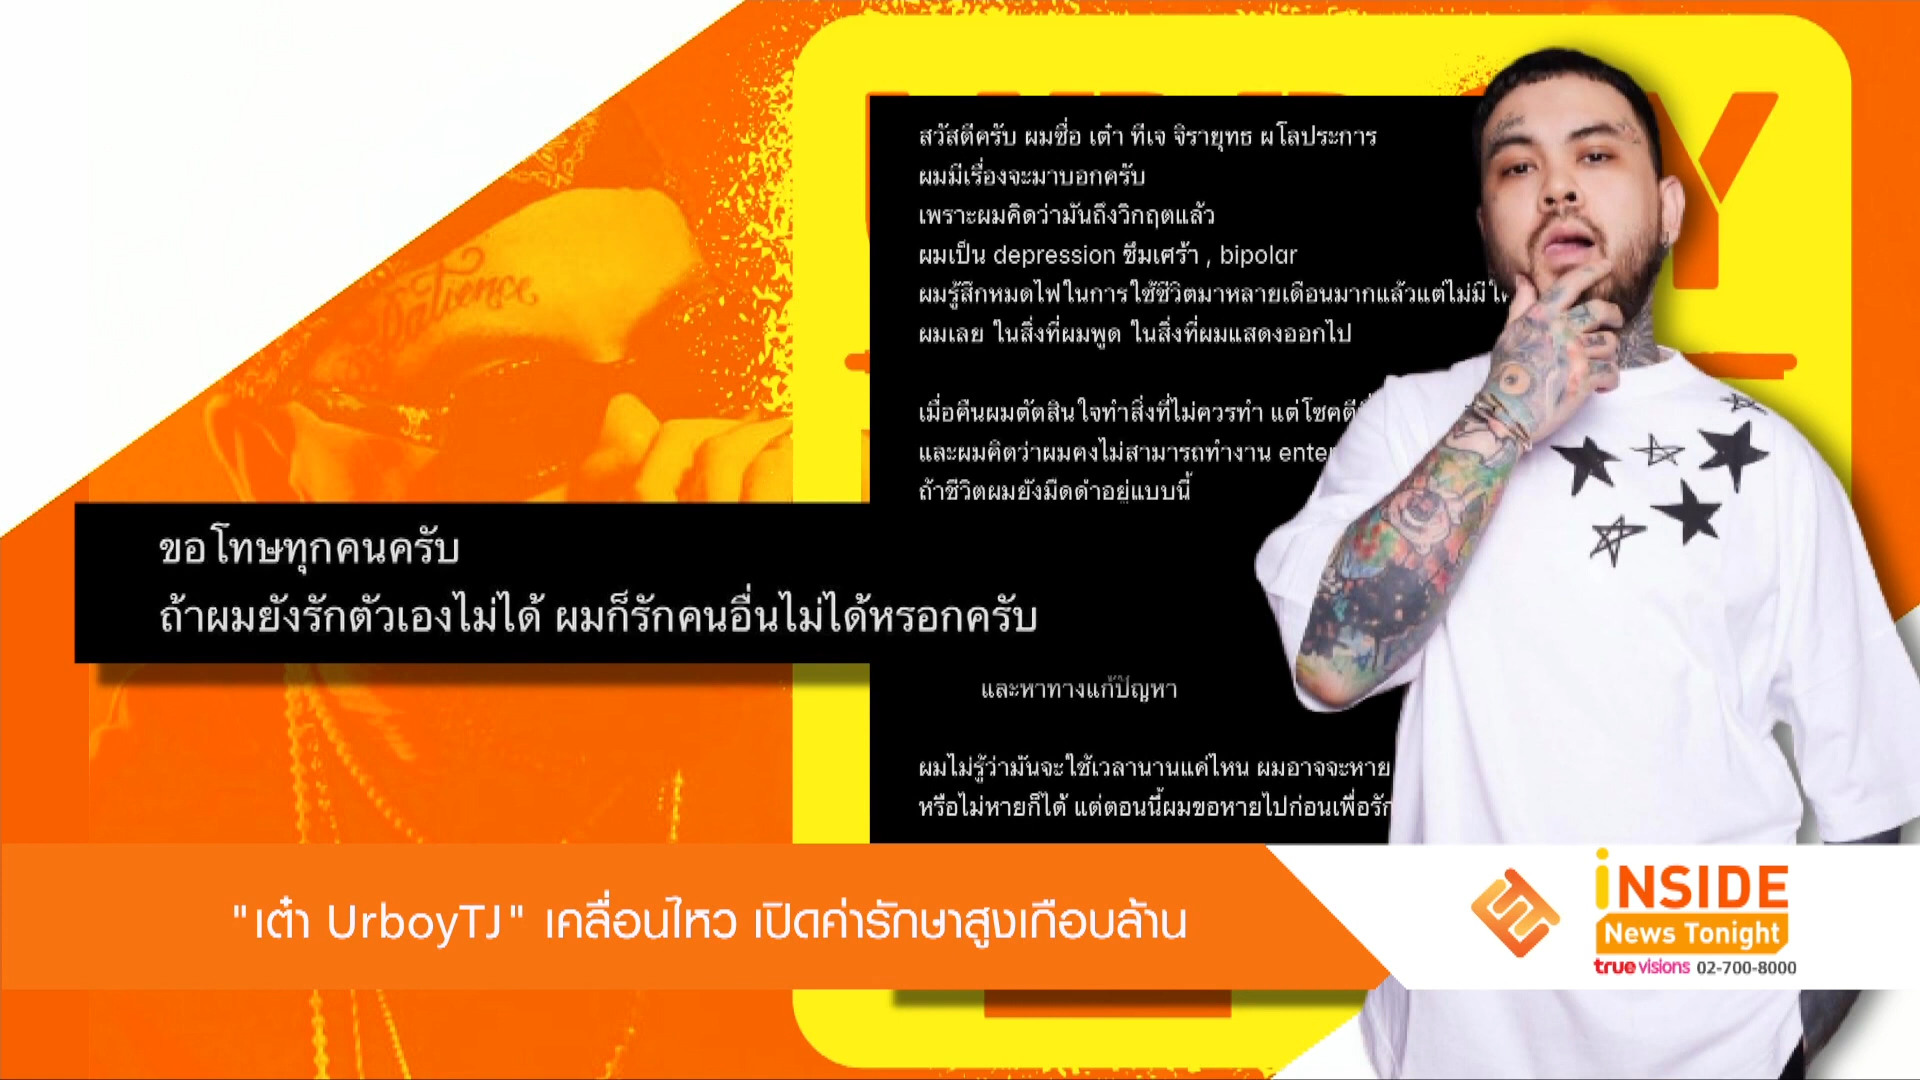 สวัสดีครับ ผมชื่อ เต๋า ทีเจ จิรายุทธ ผโลประการ
ผมมีเรื่องจะมาบอกครับ
เพราะผมคิดว่ามันถึงวิกฤตแล้ว
ผมเป็น depression ซึมเศร้า , bipolar
ผมรู้สึกหมดไฟในการใช้ชีวิตมาหลายเดือนมากแล้วแต่ไม่มี
ผมเลย ในสิ่งที่ผมพูด ในสิ่งที่ผมแสดงออกไป
เมื่อคืนผมตัดสินใจทำสิ่งที่ไม่ควรทำ แต่โชคดี
และผมคิดว่าผมคงไม่สามารถทำงาน
ถ้าชีวิตผมยังมืดดำอยู่แบบนี้
ขอโทษทุกคนครับ
ถ้าผมยังรักตัวเองไม่ได้ ผมก็รักคนอื่นไม่ได้หรอกครับ
และหาทางแก้ปัญหา
ผมไม่รู้ว่ามันจะใช้เวลานานแค่ไหน ผมอาจจะหาย
หรือไม่หายก็ได้ แต่ตอนนี้ผมขอหายไปก่อนเพื่อรัก
"เต๋า UrboyTJ" เคลื่อนไหว เปิดค่ารักษาสูงเกือบล้าน
iNSIDE
News Tonight
truevisions 02-700-8000
Patience